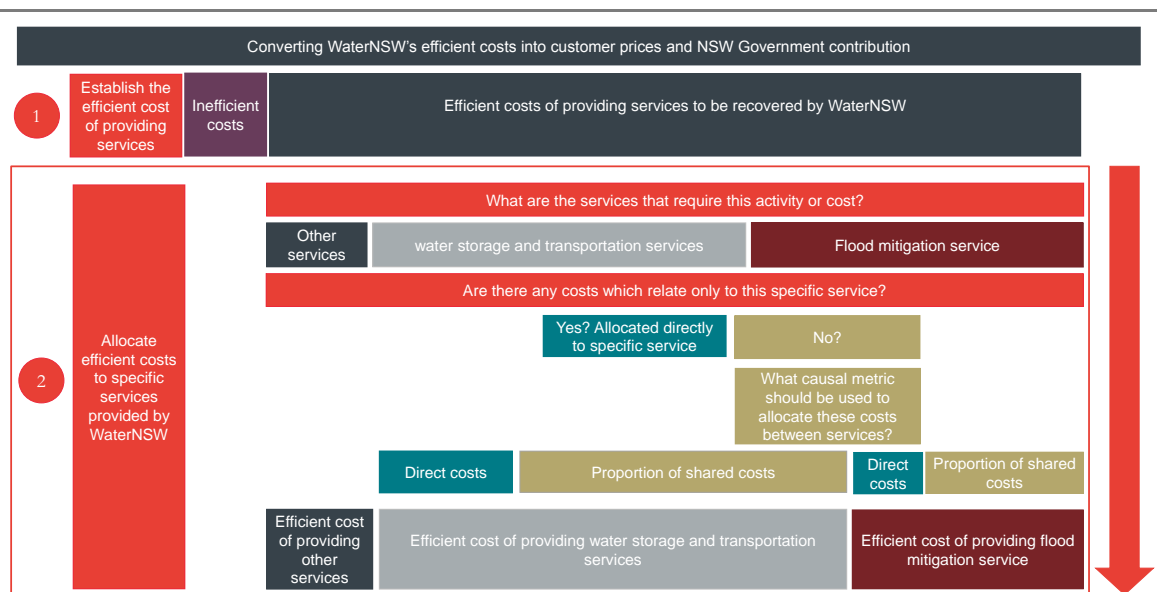 Converting WaterNSW's efficient costs into customer prices and NSW Government contribution
1
Establish the
efficient cost
of providing
services
Inefficient
costs
Efficient costs of providing services to be recovered by WaterNSW
2
Allocate
efficient costs
to specific
services
provided by
WaterNSW
What are the services that require this activity or cost?
Other
services
water storage and transportation services
Flood mitigation service
Are there any costs which relate only to this specific service?
Yes? Allocated directly
to specific service
No?
What causal metric
should be used to
allocate these costs
between services?
Direct costs
Proportion of shared costs
Direct
costs
Proportion of shared
costs
Efficient cost
of providing
other
services
Efficient cost of providing water storage and transportation
services
Efficient cost of providing flood
mitigation service